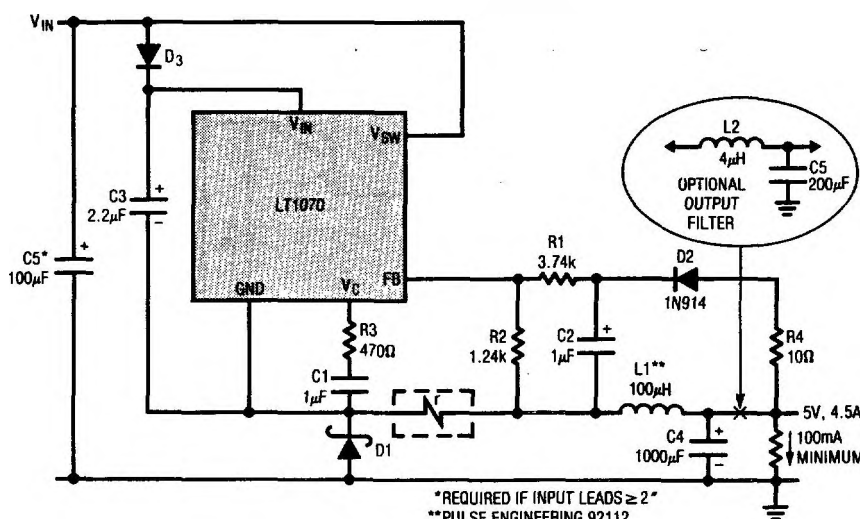 VIN
D3
VIN
VSW
LT1070
GND
VC
FB
C3
2.2µF
+
−
C5*
100µF
+
R3
470Ω
C1
1µF
r
D1
R1
3.74k
R2
1.24k
C2
1µF
+
D2
1N914
R4
10Ω
L1**
100µH
C4
1000µF
+
−
5V, 4.5A
100mA
MINIMUM
L2
4µH
C5
200µF
OPTIONAL
OUTPUT
FILTER
*REQUIRED IF INPUT LEADS ≥ 2"
**PULSE ENGINEERING 92112